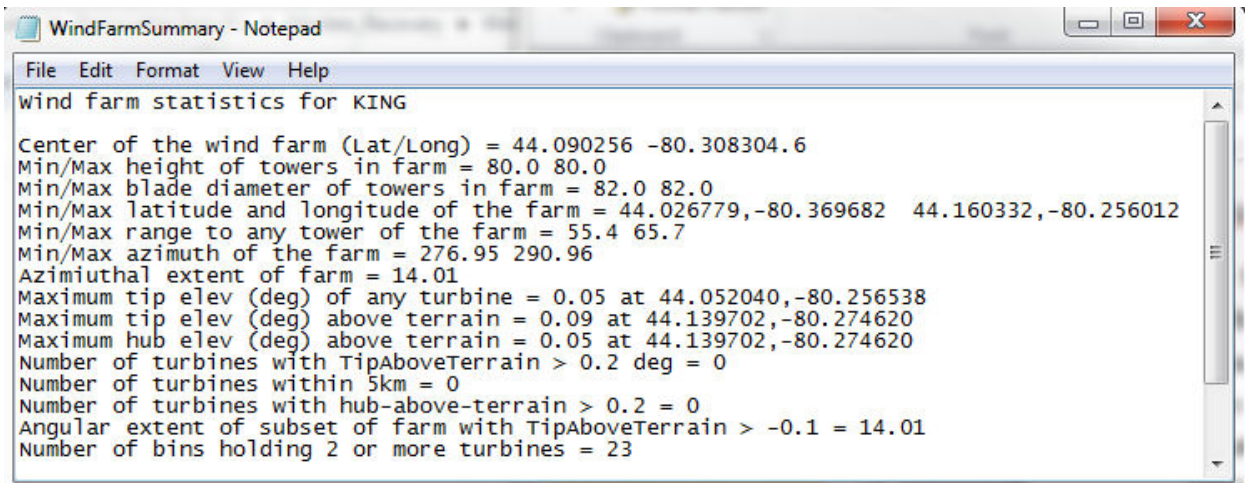 WindFarmSummary - Notepad
File Edit Format View Help
Wind farm statistics for KING
Center of the wind farm (Lat/Long) = 44.090256 -80.308304.6
Min/Max height of towers in farm = 80.0 80.0
Min/Max blade diameter of towers in farm = 82.0 82.0
Min/Max latitude and longitude of the farm = 44.026779,-80.369682  44.160332,-80.256012
Min/Max range to any tower of the farm = 55.4 65.7
Min/Max azimuth of the farm = 276.95 290.96
Azimiuthal extent of farm = 14.01
Maximum tip elev (deg) of any turbine = 0.05 at 44.052040,-80.256538
Maximum tip elev (deg) above terrain = 0.09 at 44.139702,-80.274620
Maximum hub elev (deg) above terrain = 0.05 at 44.139702,-80.274620
Number of turbines with TipAboveTerrain > 0.2 deg = 0
Number of turbines within 5km = 0
Number of turbines with hub-above-terrain > 0.2 = 0
Angular extent of subset of farm with TipAboveTerrain > -0.1 = 14.01
Number of bins holding 2 or more turbines = 23